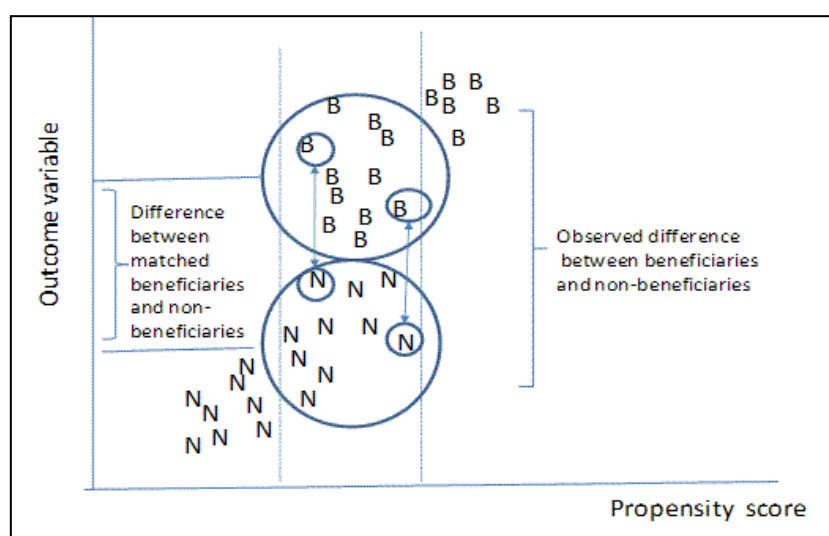 Outcome variable
B B
B B B
B
B
B B
B
B B
B
B
B
B
B
Difference
between
matched
beneficiaries
and non-
beneficiaries
Observed difference
between beneficiaries
and non-beneficiaries
N N
N
N N
N
N
N
N
N
N
N N
N
N
N
N
N
Propensity score